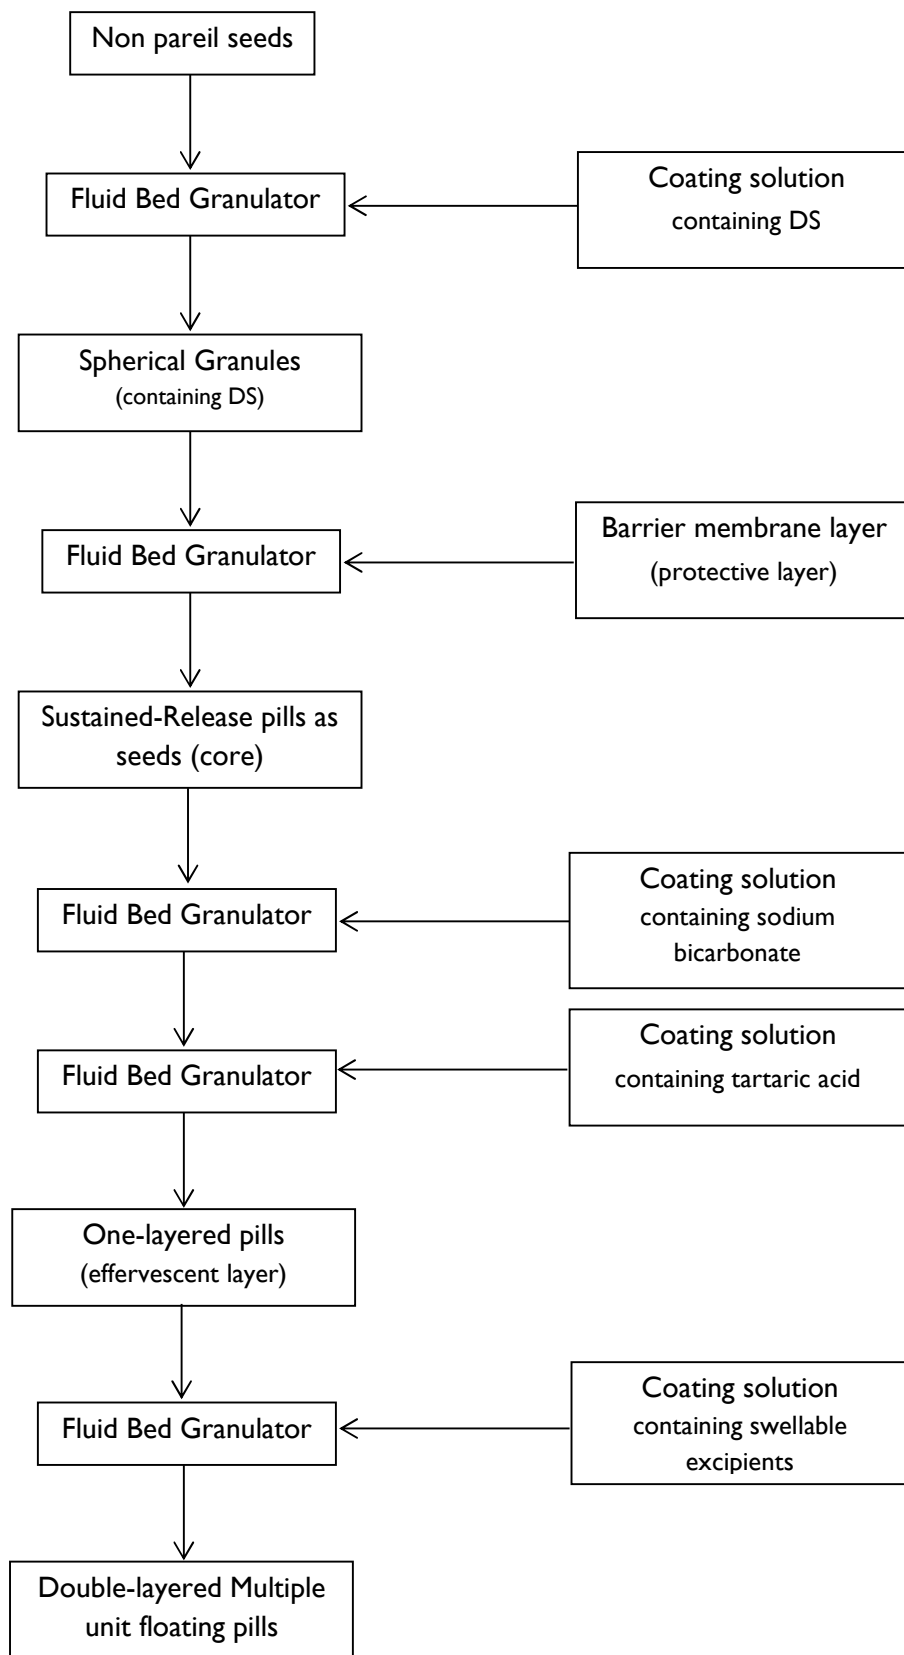 Non pareil seeds
Fluid Bed Granulator
Coating solution
containing DS
Spherical Granules
(containing DS)
Fluid Bed Granulator
Barrier membrane layer
(protective layer)
Sustained-Release pills as
seeds (core)
Fluid Bed Granulator
Coating solution
containing sodium
bicarbonate
Fluid Bed Granulator
Coating solution
containing tartaric acid
One-layered pills
(effervescent layer)
Fluid Bed Granulator
Coating solution
containing swellable
excipients
Double-layered Multiple
unit floating pills